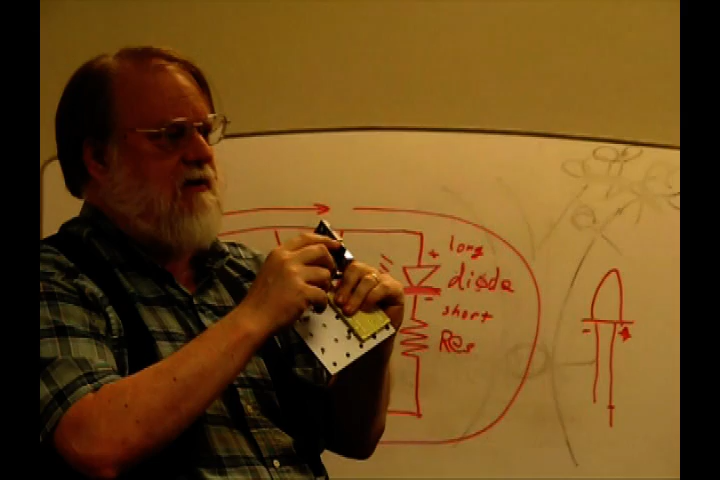 long
+
diode
-
short
Res
- +